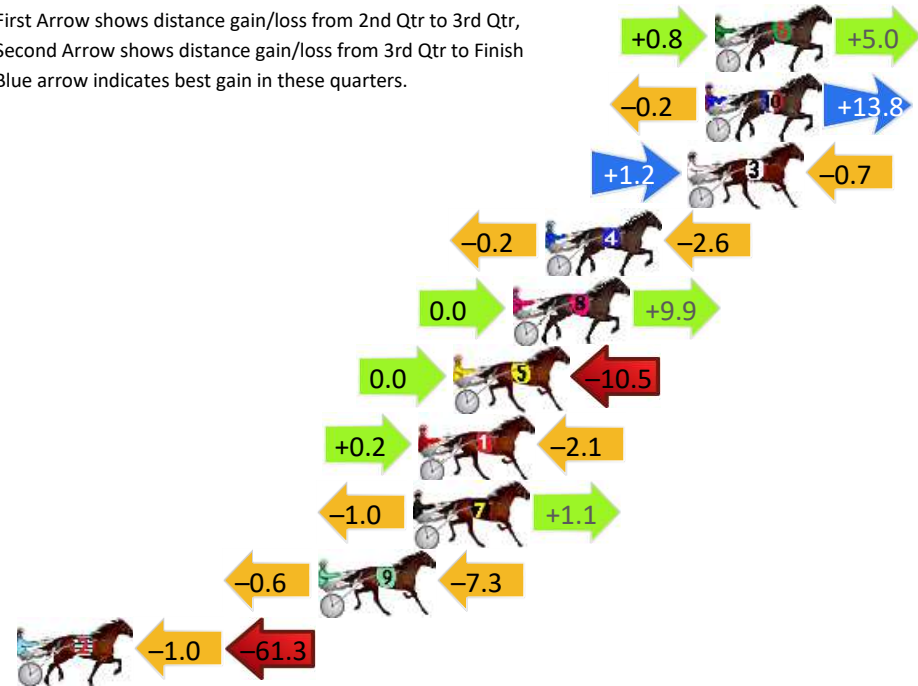 First Arrow shows distance gain/loss from 2nd Qtr to 3rd Qtr,
Second Arrow shows distance gain/loss from 3rd Qtr to Finish
Blue arrow indicates best gain in these quarters.
+0.8 6 +5.0
–0.2 10 +13.8
+1.2 3 –0.7
–0.2 4 –2.6
0.0 8 +9.9
0.0 5 –10.5
+0.2 1 –2.1
–1.0 7 +1.1
–0.6 9 –7.3
2 –1.0 –61.3